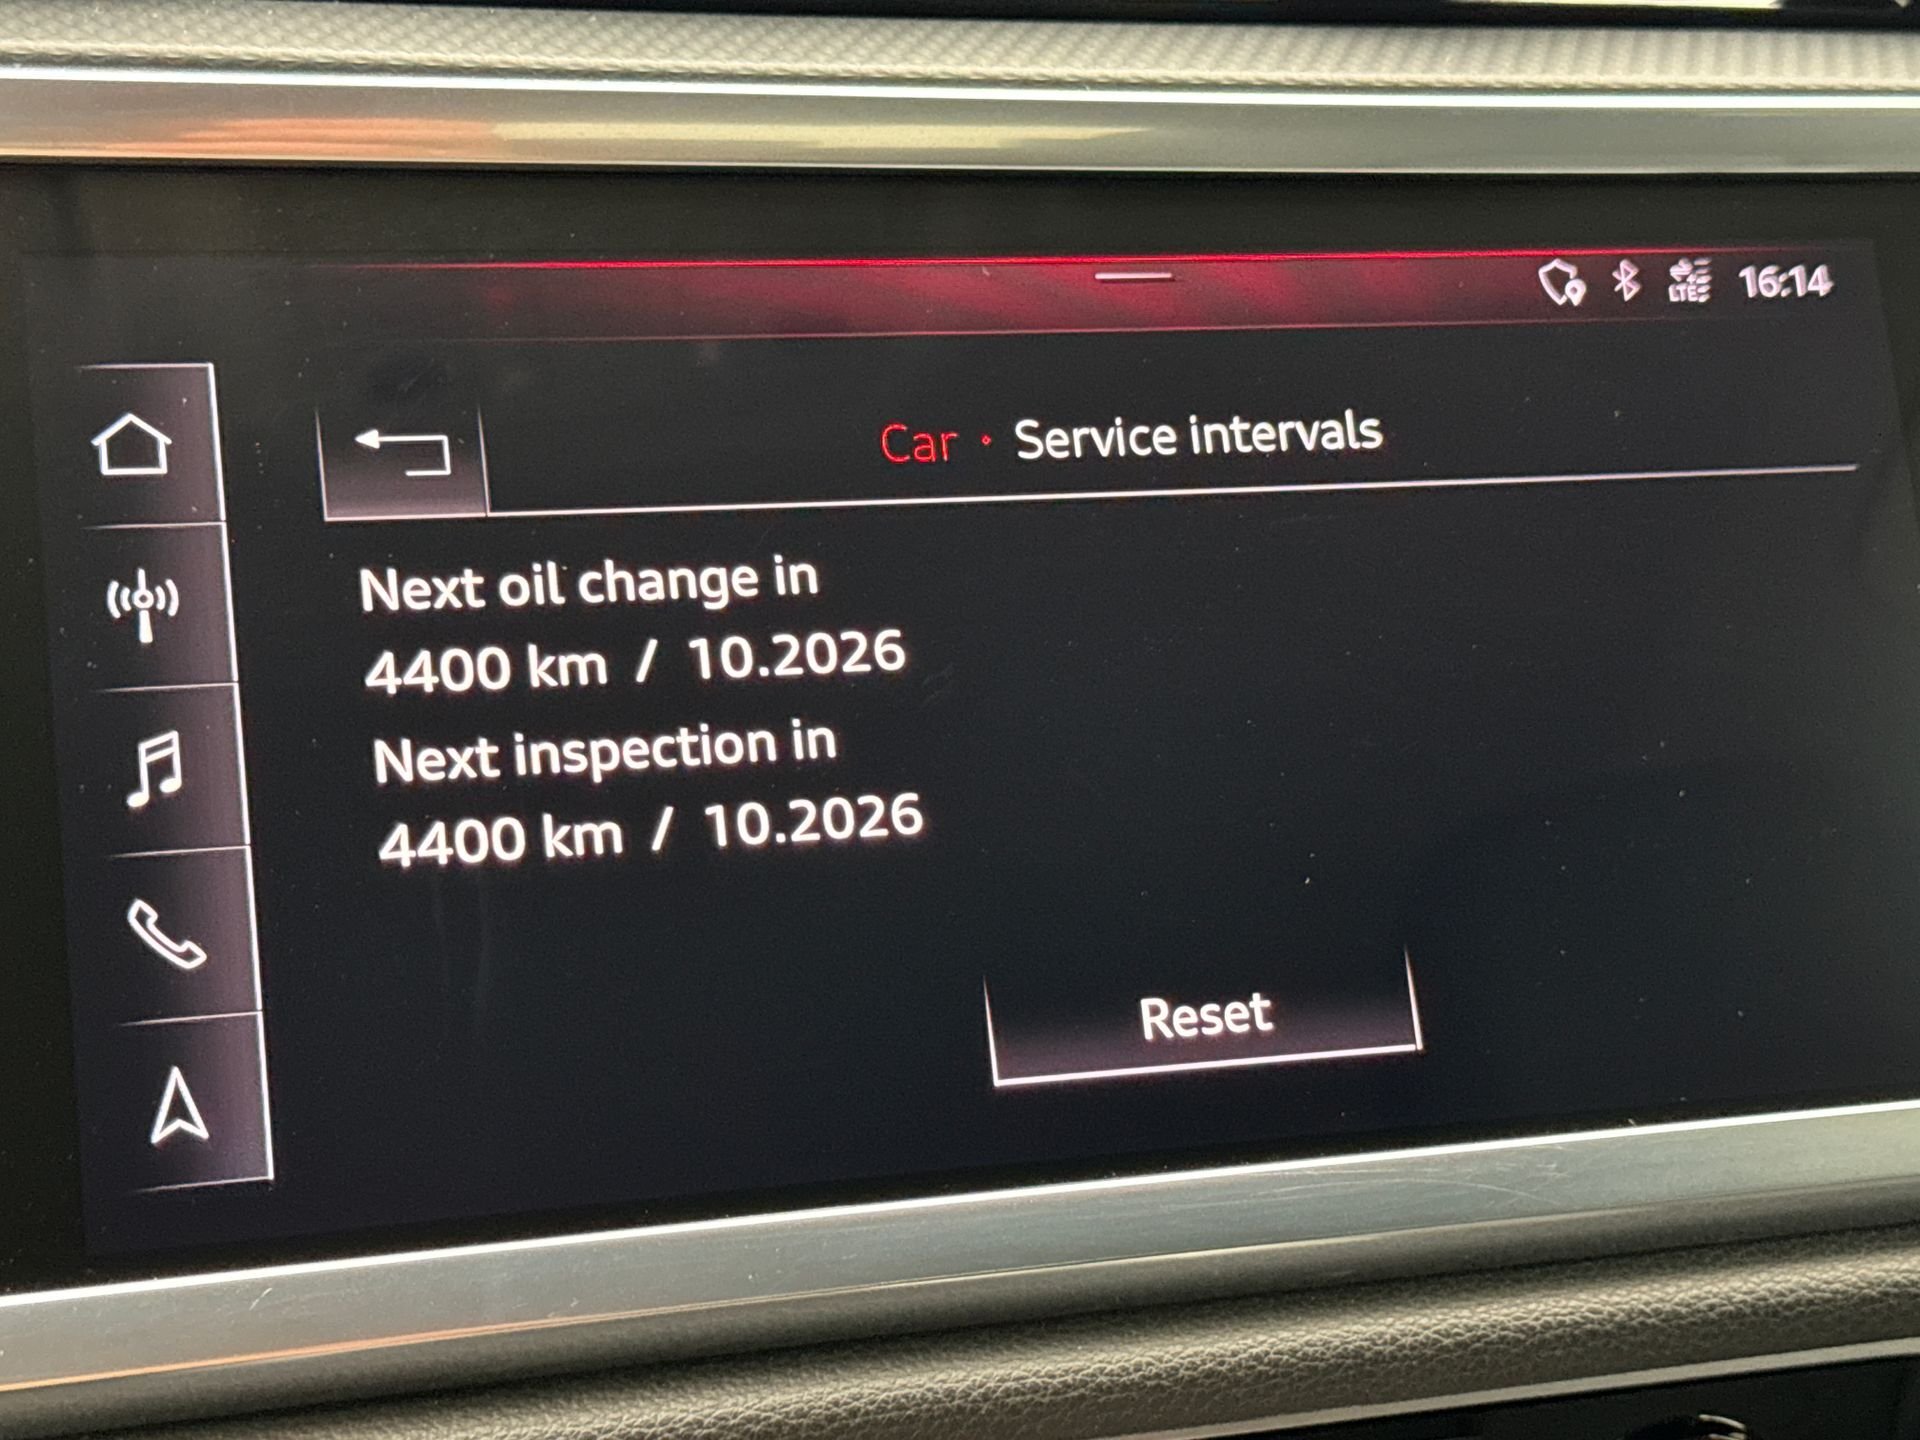 LTE 16:14
Car · Service intervals
Next oil change in
4400 km / 10.2026
Next inspection in
4400 km / 10.2026
Reset